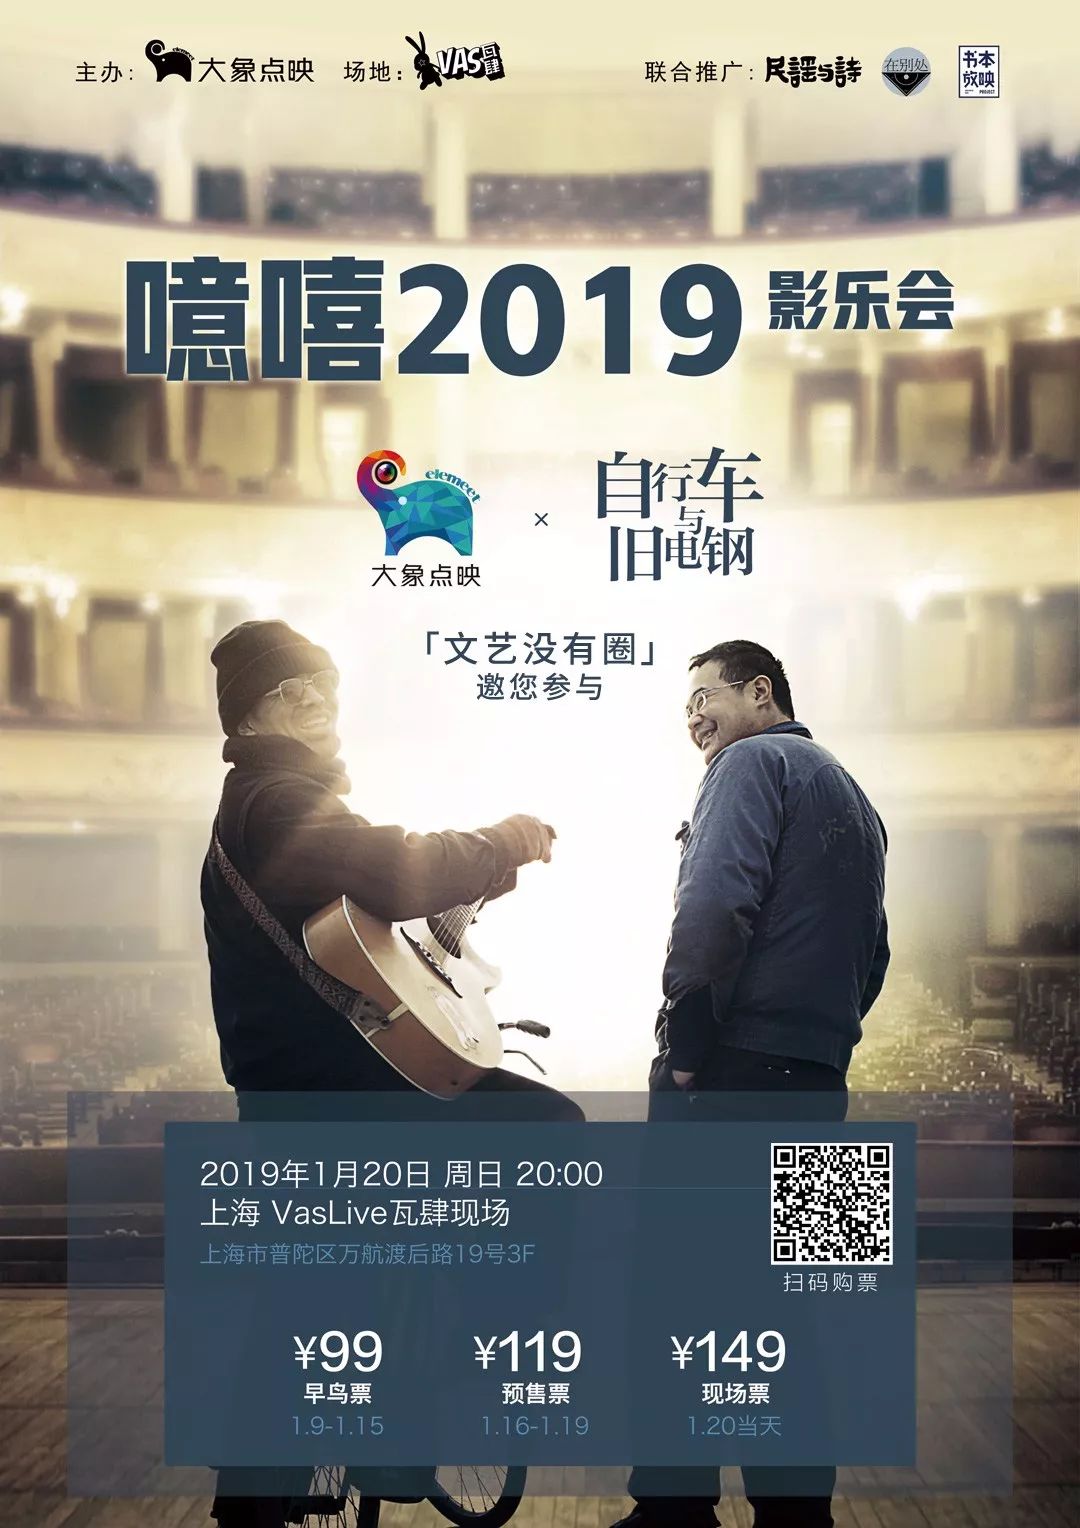 主办: elemeet 大象点映 场地: VAS瓦肆 联合推广: 民謡与詩 在别处 书本放映 PROJECT
噫嘻2019 影乐会
elemeet
大象点映
×
自行车
与
旧电钢
「文艺没有圈」
邀您参与
2019年1月20日 周日 20:00
上海 VasLive瓦肆现场
上海市普陀区万航渡后路19号3F
扫码购票
¥99 ¥119 ¥149
早鸟票 预售票 现场票
1.9-1.15 1.16-1.19 1.20当天